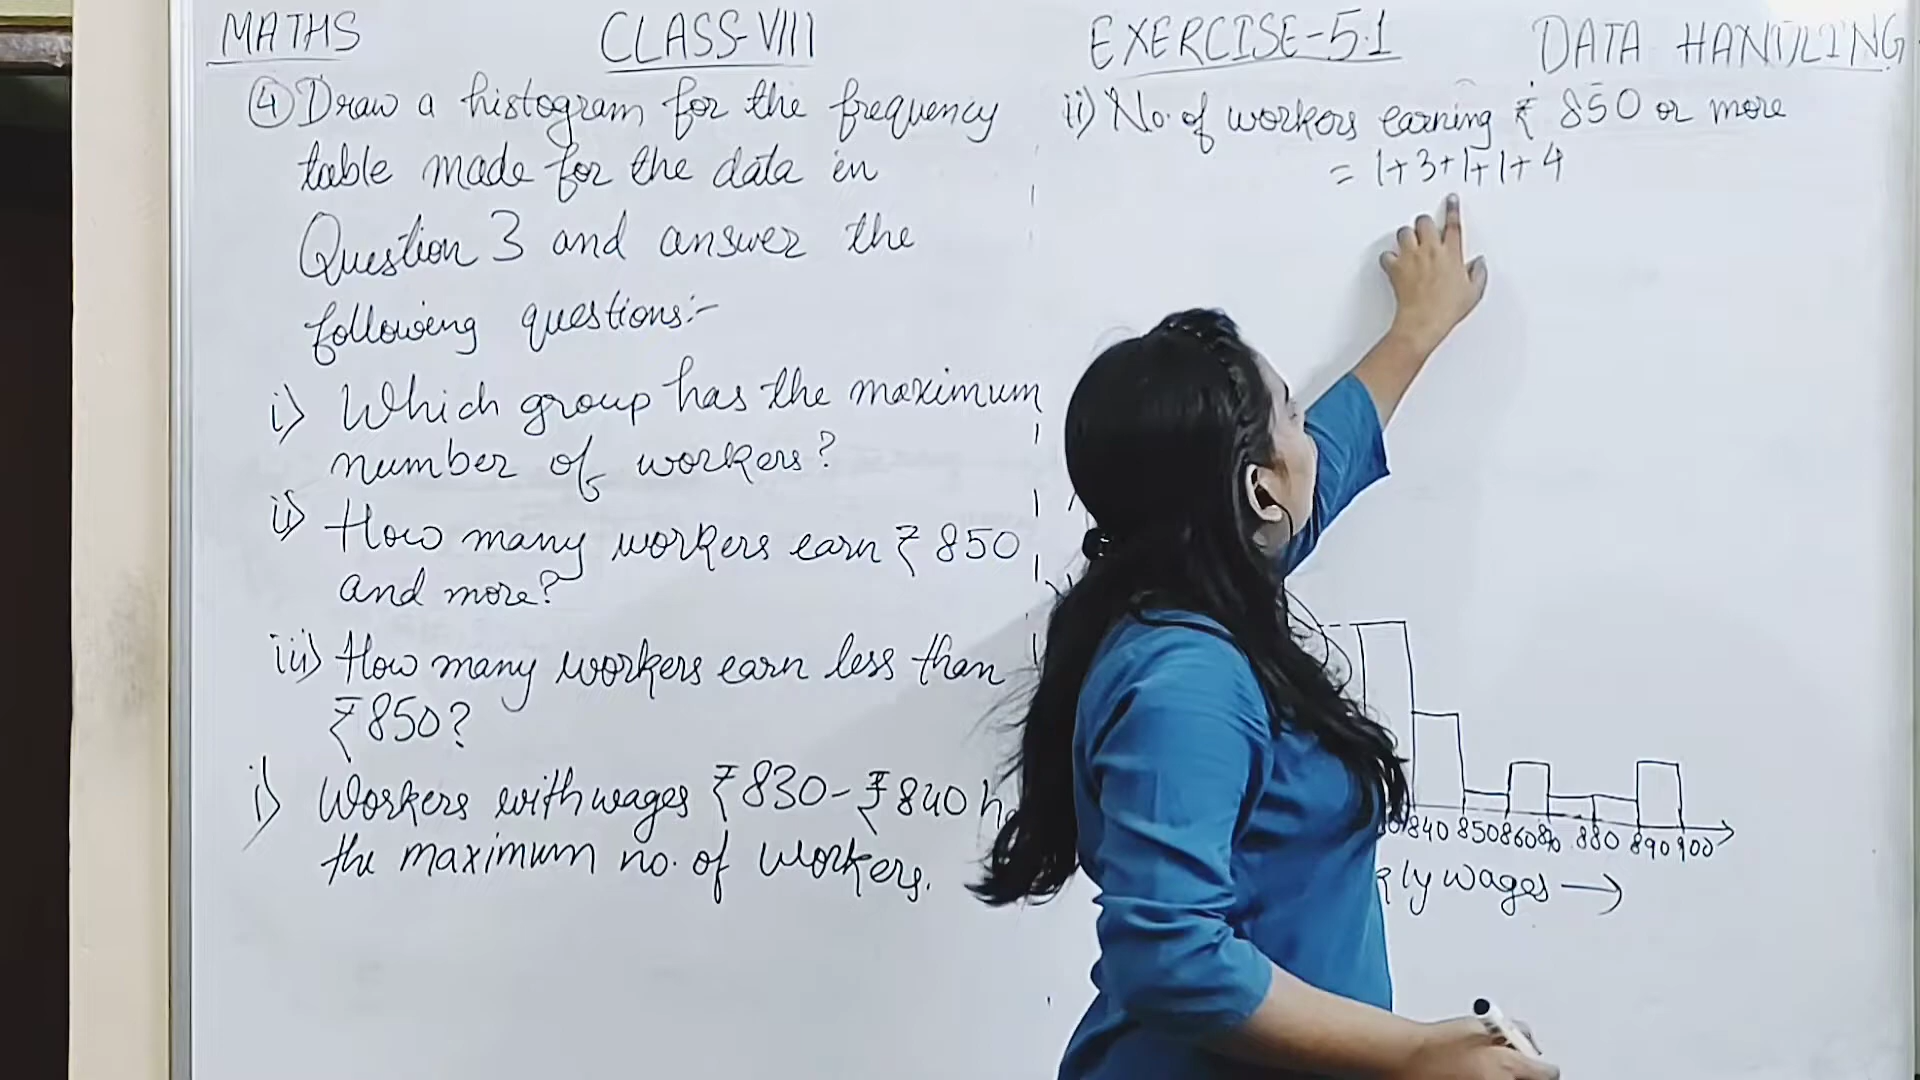 MATHS CLASS-VIII EXERCISE-5.1 DATA HANDLING
④ Draw a histogram for the frequency
table made for the data in
Question 3 and answer the
following questions:-
i) Which group has the maximum
number of workers?
ii) How many workers earn ₹ 850
and more?
iii) How many workers earn less than
₹850?
i) Workers with wages ₹830-₹840
the maximum no. of workers.
ii) No. of workers earning ₹ 850 or more
= 1+3+1+1+4
840 850 860 880 890 900
wages →